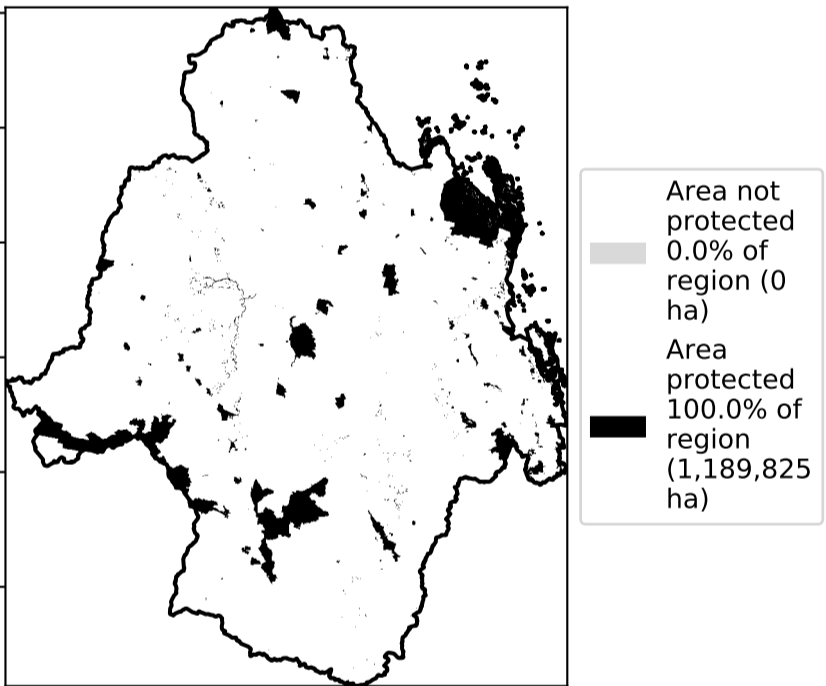 Area not
protected
0.0% of
region (0
ha)
Area
protected
100.0% of
region
(1,189,825
ha)